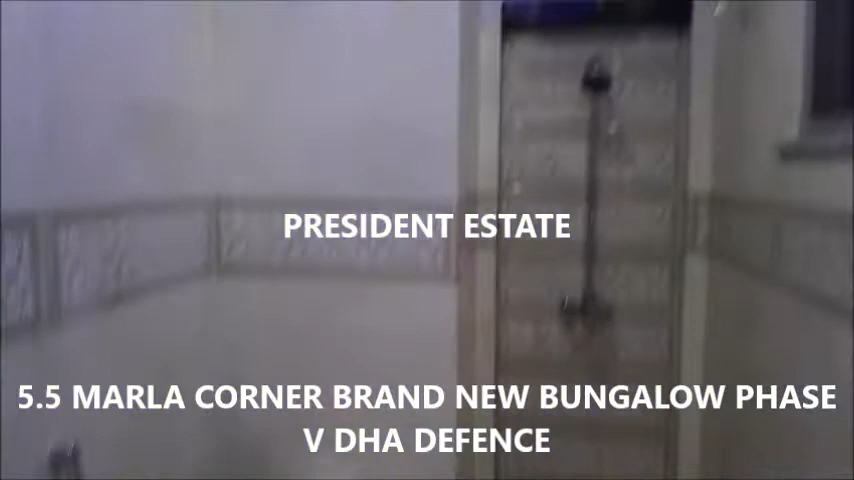 PRESIDENT ESTATE
5.5 MARLA CORNER BRAND NEW BUNGALOW PHASE
V DHA DEFENCE